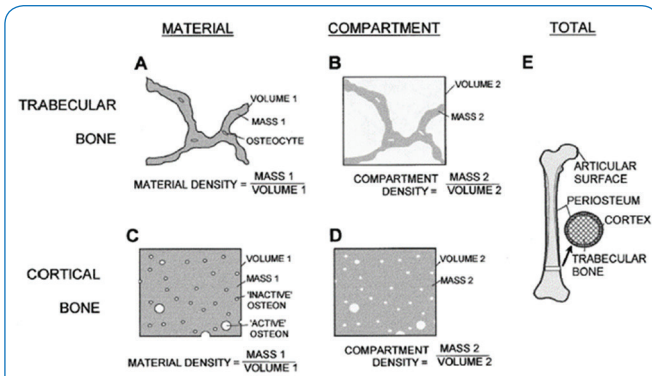 MATERIAL
COMPARTMENT
TOTAL
A
B
E
TRABECULAR
BONE
VOLUME 1
MASS 1
OSTEOCYTE
MATERIAL DENSITY = MASS 1
VOLUME 1
VOLUME 2
MASS 2
COMPARTMENT
DENSITY = MASS 2
VOLUME 2
ARTICULAR
SURFACE
PERIOSTEUM
CORTEX
TRABECULAR
BONE
C
D
CORTICAL
BONE
VOLUME 1
MASS 1
'INACTIVE'
OSTEON
'ACTIVE'
OSTEON
MATERIAL DENSITY = MASS 1
VOLUME 1
VOLUME 2
MASS 2
COMPARTMENT
DENSITY = MASS 2
VOLUME 2